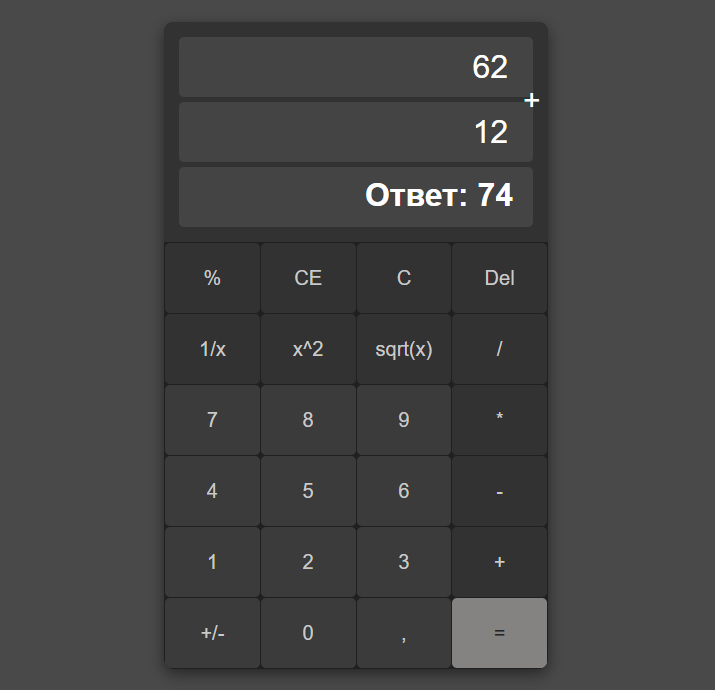 62
+
12
Ответ: 74
% CE C Del
1/x x^2 sqrt(x) /
7 8 9 *
4 5 6 -
1 2 3 +
+/- 0 , =